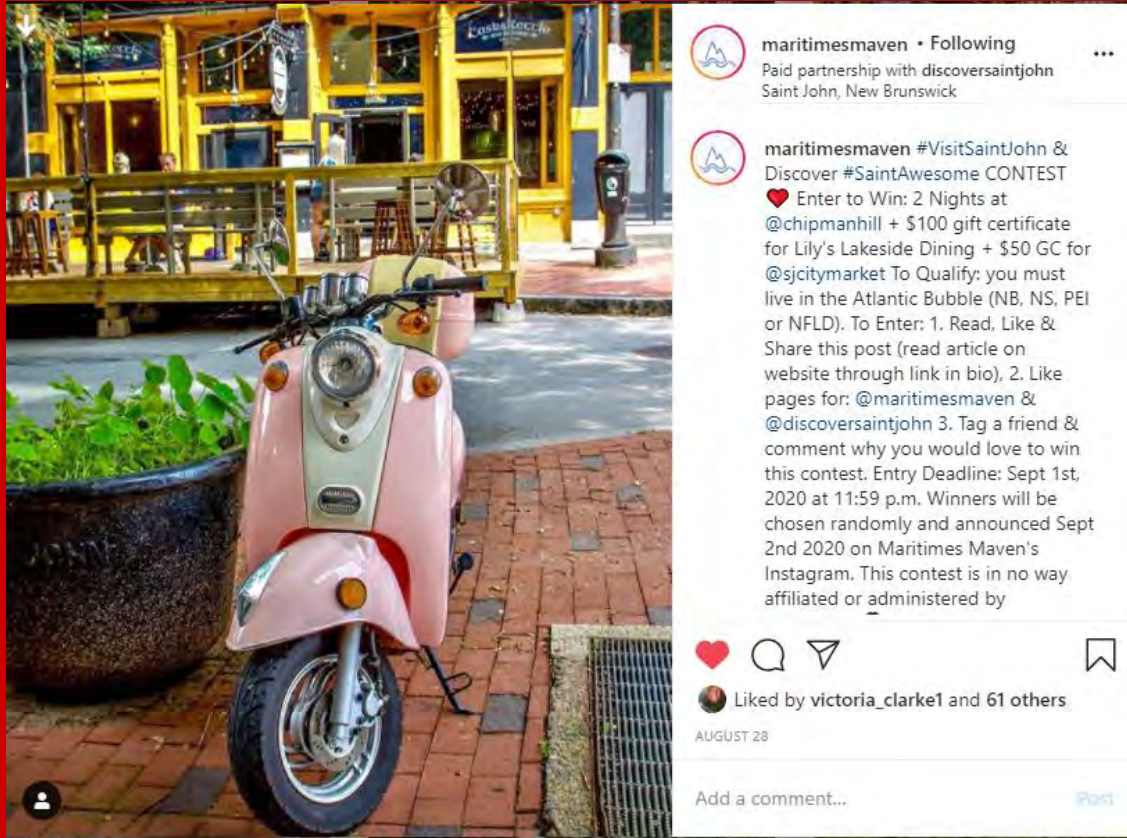 Cask&Kettle
maritimesmaven • Following
Paid partnership with discoversaintjohn
Saint John, New Brunswick
maritimesmaven #VisitSaintJohn &
Discover #SaintAwesome CONTEST
❤️ Enter to Win: 2 Nights at
@chipmanhill + $100 gift certificate
for Lily's Lakeside Dining + $50 GC for
@sjcitymarket To Qualify: you must
live in the Atlantic Bubble (NB, NS, PEI
or NFLD). To Enter: 1. Read, Like &
Share this post (read article on
website through link in bio), 2. Like
pages for: @maritimesmaven &
@discoversaintjohn 3. Tag a friend &
comment why you would love to win
this contest. Entry Deadline: Sept 1st,
2020 at 11:59 p.m. Winners will be
chosen randomly and announced Sept
2nd 2020 on Maritimes Maven's
Instagram. This contest is in no way
affiliated or administered by
Liked by victoria_clarke1 and 61 others
AUGUST 28
Add a comment...
Post
JOHN